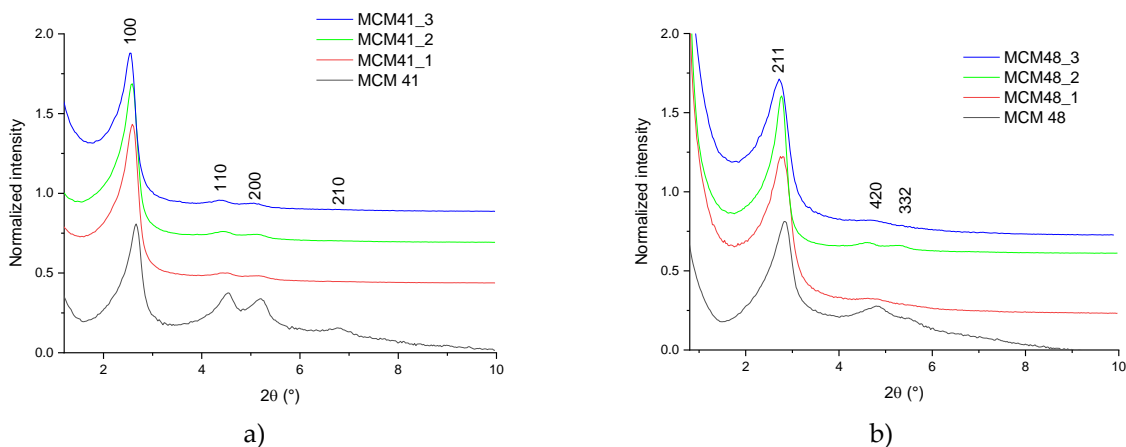 MCM41_3
MCM41_2
MCM41_1
MCM 41
100
110
200
210
2.0
1.5
1.0
0.5
0.0
Normalized intensity
2 4 6 8 10
2θ (°)
a)
MCM48_3
MCM48_2
MCM48_1
MCM 48
211
420
332
2.0
1.5
1.0
0.5
0.0
Normalized intensity
2 4 6 8 10
2θ (°)
b)